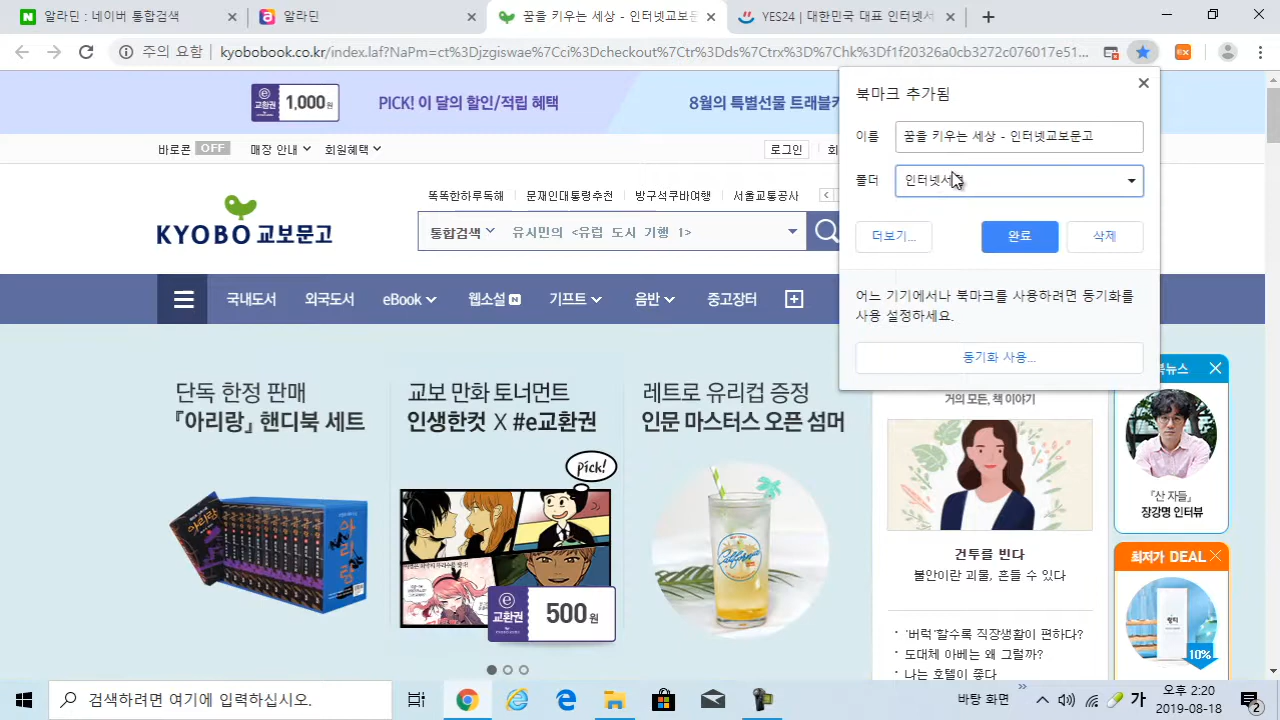 알라딘 : 네이버 통합검색
알라딘
꿈을 키우는 세상 - 인터넷교보문
YES24 | 대한민국 대표 인터넷서
주의 요함
kyobobook.co.kr/index.laf?NaPm=ct%3Djzgiswae%7Cci%3Dcheckout%7Ctr%3Dds%7Ctrx%3D%7Chk%3Df1f20326a0cb3272c076017e51...
교환권 1,000원
PICK! 이 달의 할인/적립 혜택
8월의 특별선물 트래블
바로콘 OFF 매장 안내 회원혜택
로그인
회
똑똑한하루독해 문재인대통령추천 방구석쿠바여행 서울교통공사
KYOBO 교보문고
통합검색 유시민의 <유럽 도시 기행 1>
국내도서 외국도서 eBook 웹소설 N 기프트 음반 중고장터
북마크 추가됨
이름 꿈을 키우는 세상 - 인터넷교보문고
폴더 인터넷서
더보기... 완료 삭제
어느 기기에서나 북마크를 사용하려면 동기화를
사용 설정하세요.
동기화 사용...
단독 한정 판매
『아리랑』 핸디북 세트
교보 만화 토너먼트
인생한컷 X #e교환권
레트로 유리컵 증정
인문 마스터스 오픈 섬머
pick!
아리랑
교환권 500원
거의 모든, 책 이야기
건투를 빈다
불안이란 괴물, 흔들 수 있다
'버럭'할수록 직장생활이 편하다?
도대체 아베는 왜 그럴까?
나는 호텔이 좋다
북뉴스
『산 자들』
장강명 인터뷰
최저가 DEAL
10%
검색하려면 여기에 입력하십시오.
바탕 화면
가
오후 2:20
2019-08-18
2